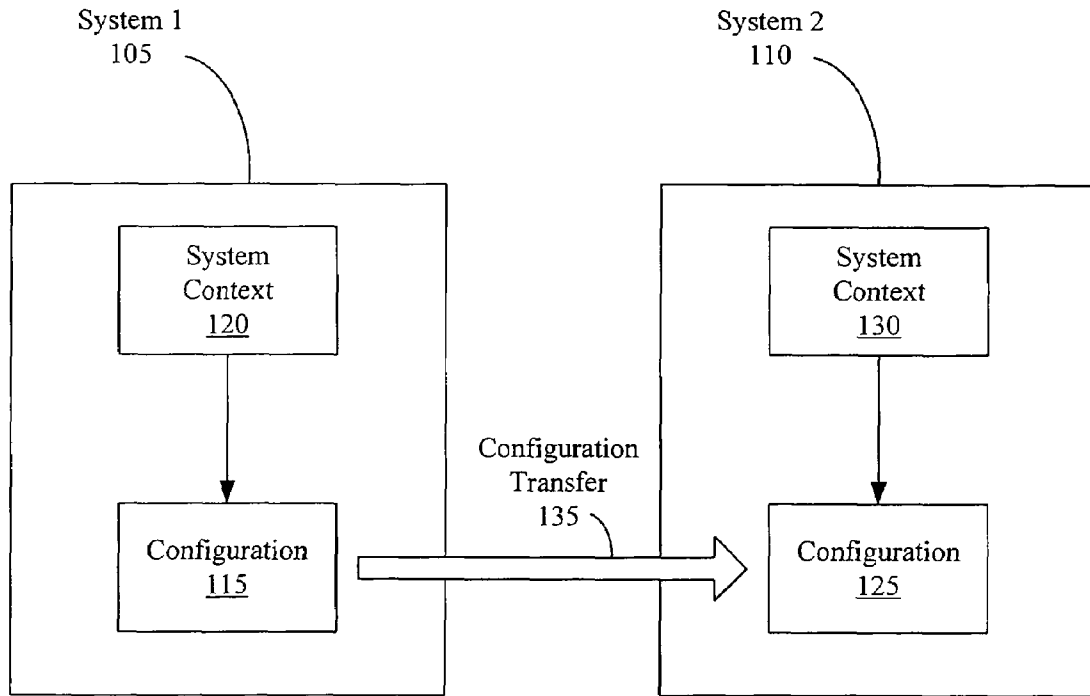 System 1
105
System 2
110
System
Context
120
System
Context
130
Configuration
Transfer
135
Configuration
115
Configuration
125